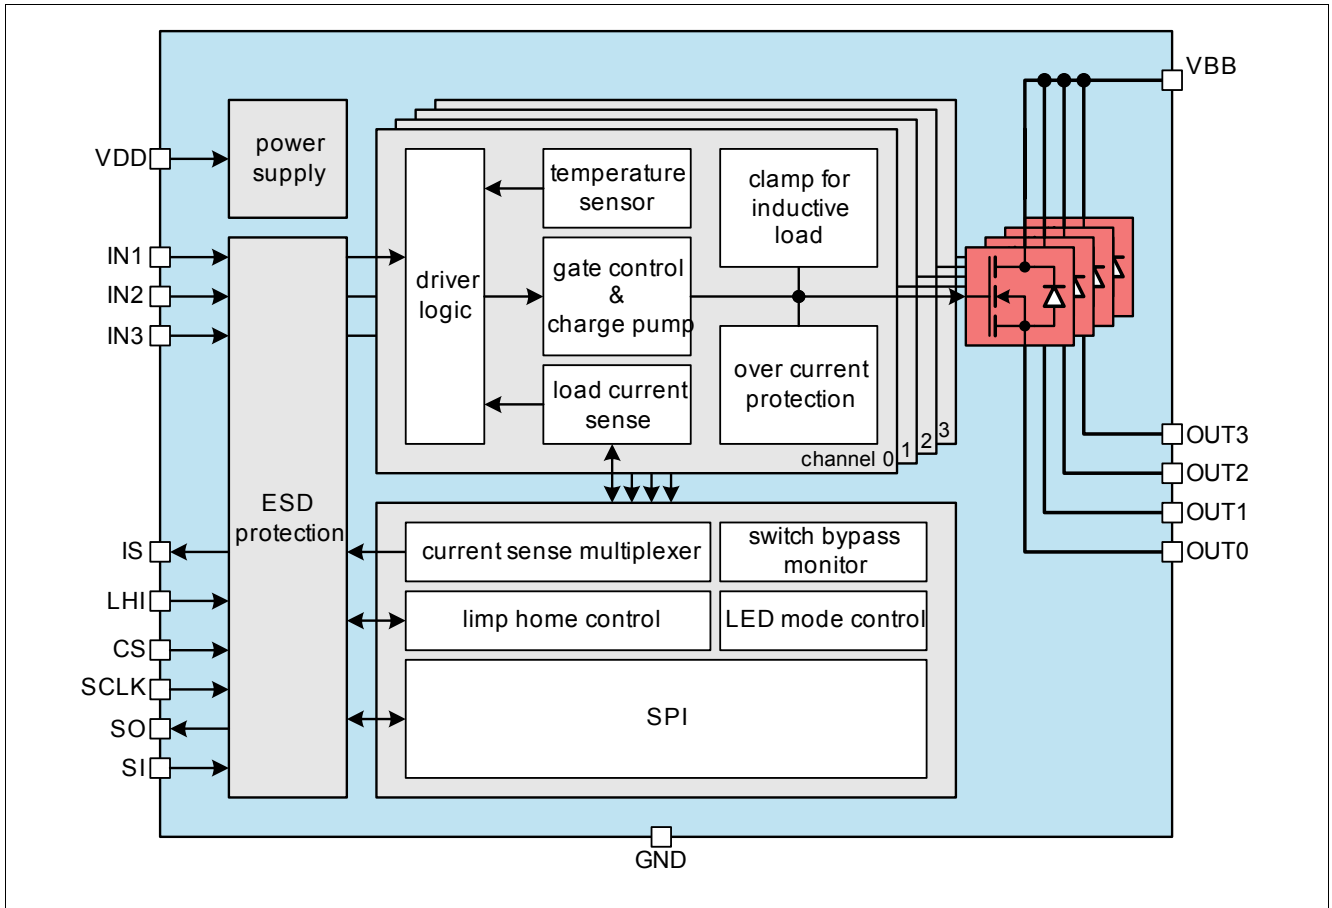 VBB
power
supply
VDD
temperature
sensor
clamp for
inductive
load
IN1
IN2
IN3
driver
logic
gate control
&
charge pump
load current
sense
over current
protection
channel 0
1
2
3
OUT3
OUT2
OUT1
OUT0
ESD
protection
IS
LHI
CS
SCLK
SO
SI
current sense multiplexer
switch bypass
monitor
limp home control
LED mode control
SPI
GND